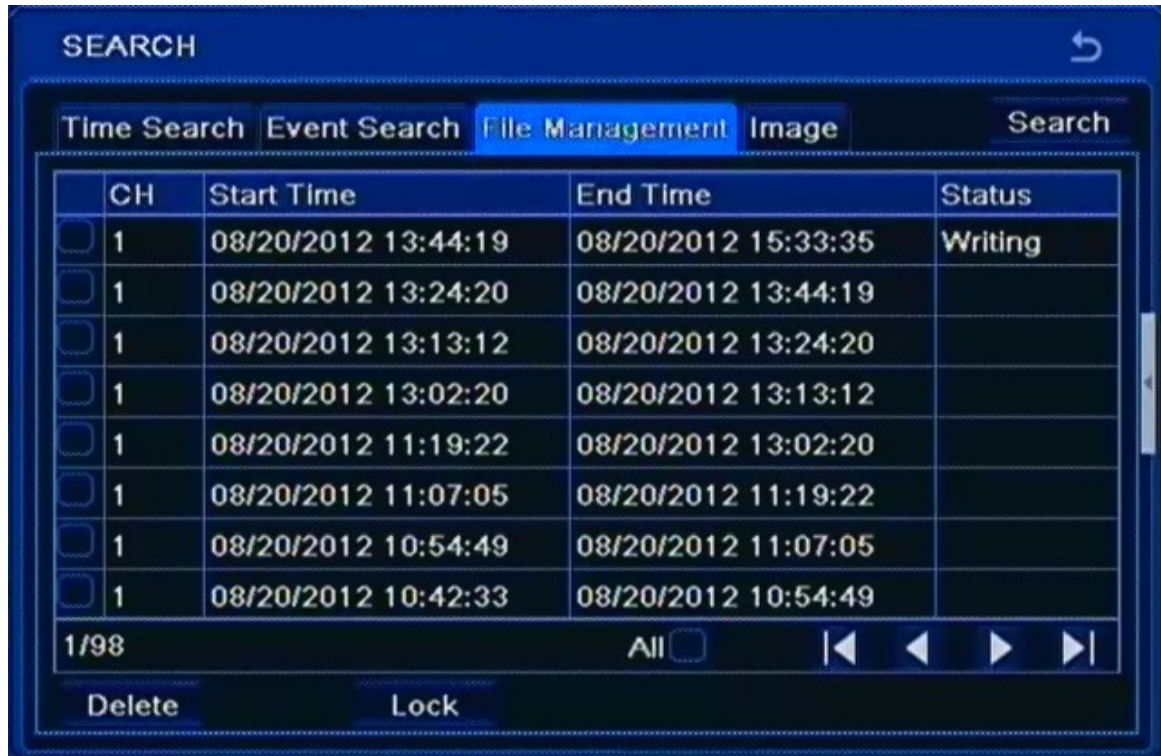 SEARCH
Time Search Event Search File Management Image Search
CH Start Time End Time Status
1 08/20/2012 13:44:19 08/20/2012 15:33:35 Writing
1 08/20/2012 13:24:20 08/20/2012 13:44:19
1 08/20/2012 13:13:12 08/20/2012 13:24:20
1 08/20/2012 13:02:20 08/20/2012 13:13:12
1 08/20/2012 11:19:22 08/20/2012 13:02:20
1 08/20/2012 11:07:05 08/20/2012 11:19:22
1 08/20/2012 10:54:49 08/20/2012 11:07:05
1 08/20/2012 10:42:33 08/20/2012 10:54:49
1/98 All
Delete Lock